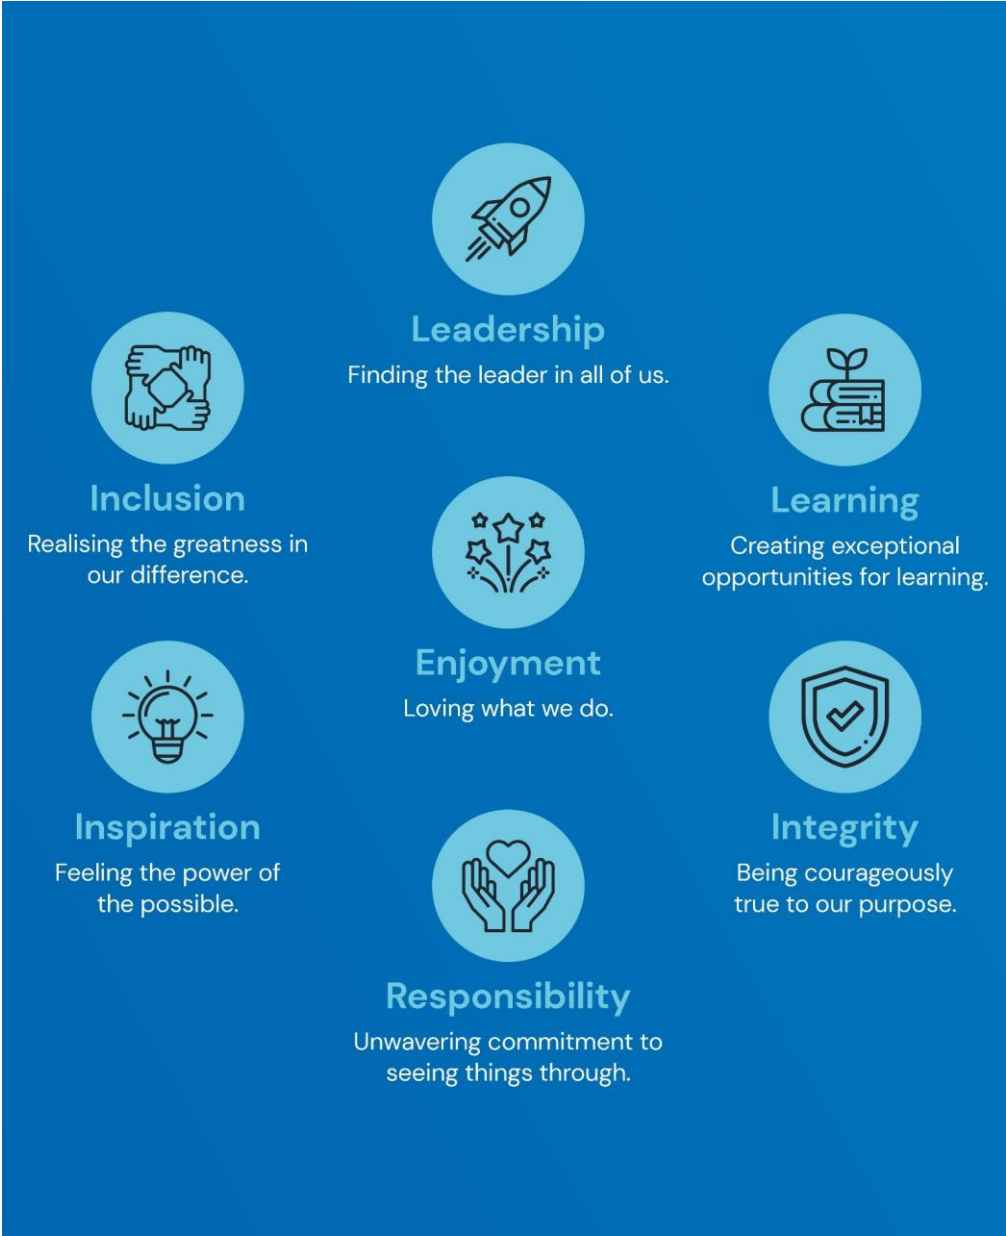 Leadership
Finding the leader in all of us.
Inclusion
Realising the greatness in
our difference.
Learning
Creating exceptional
opportunities for learning.
Enjoyment
Loving what we do.
Inspiration
Feeling the power of
the possible.
Integrity
Being courageously
true to our purpose.
Responsibility
Unwavering commitment to
seeing things through.